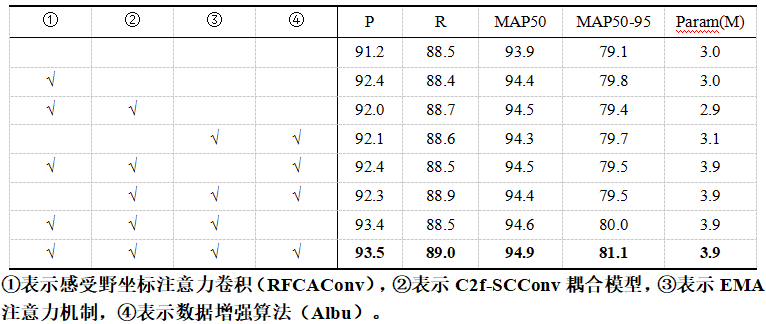 ① ② ③ ④ P R MAP50 MAP50-95 Param(M)
91.2 88.5 93.9 79.1 3.0
√ 92.4 88.4 94.4 79.8 3.0
√ √ 92.0 88.7 94.5 79.4 2.9
√ √ 92.1 88.6 94.3 79.7 3.1
√ √ √ 92.4 88.5 94.5 79.5 3.9
√ √ √ 92.3 88.9 94.4 79.5 3.9
√ √ √ 93.4 88.5 94.6 80.0 3.9
√ √ √ √ 93.5 89.0 94.9 81.1 3.9
①表示感受野坐标注意力卷积（RFCAConv），②表示 C2f-SCConv 耦合模型，③表示 EMA
注意力机制，④表示数据增强算法（Albu）。